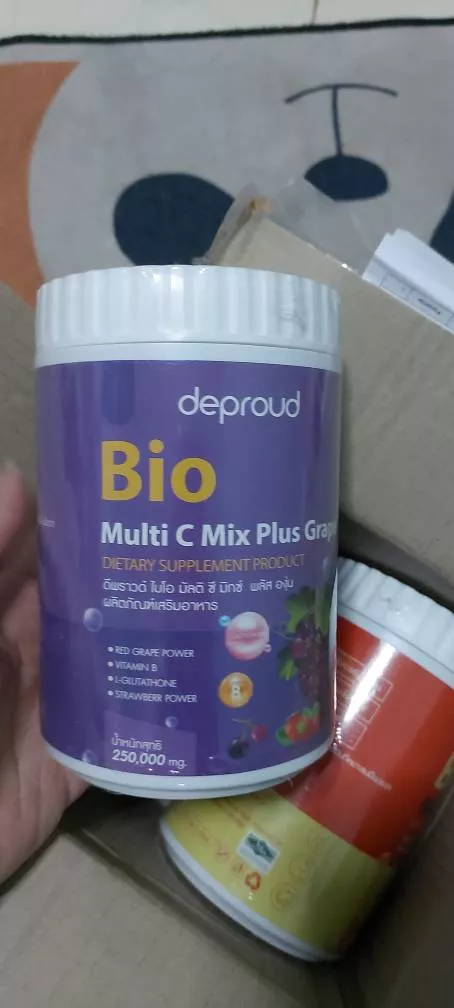 deproud
Bio
Multi C Mix Plus Grape
DIETARY SUPPLEMENT PRODUCT
ดีพราวด์ ไบโอ มัลติ ซี มิกซ์ พลัส องุ่น
ผลิตภัณฑ์เสริมอาหาร
• RED GRAPE POWER
• VITAMIN B
• L-GLUTATHONE
• STRAWBERR POWER
B
น้ำหนักสุทธิ
250,000 mg.